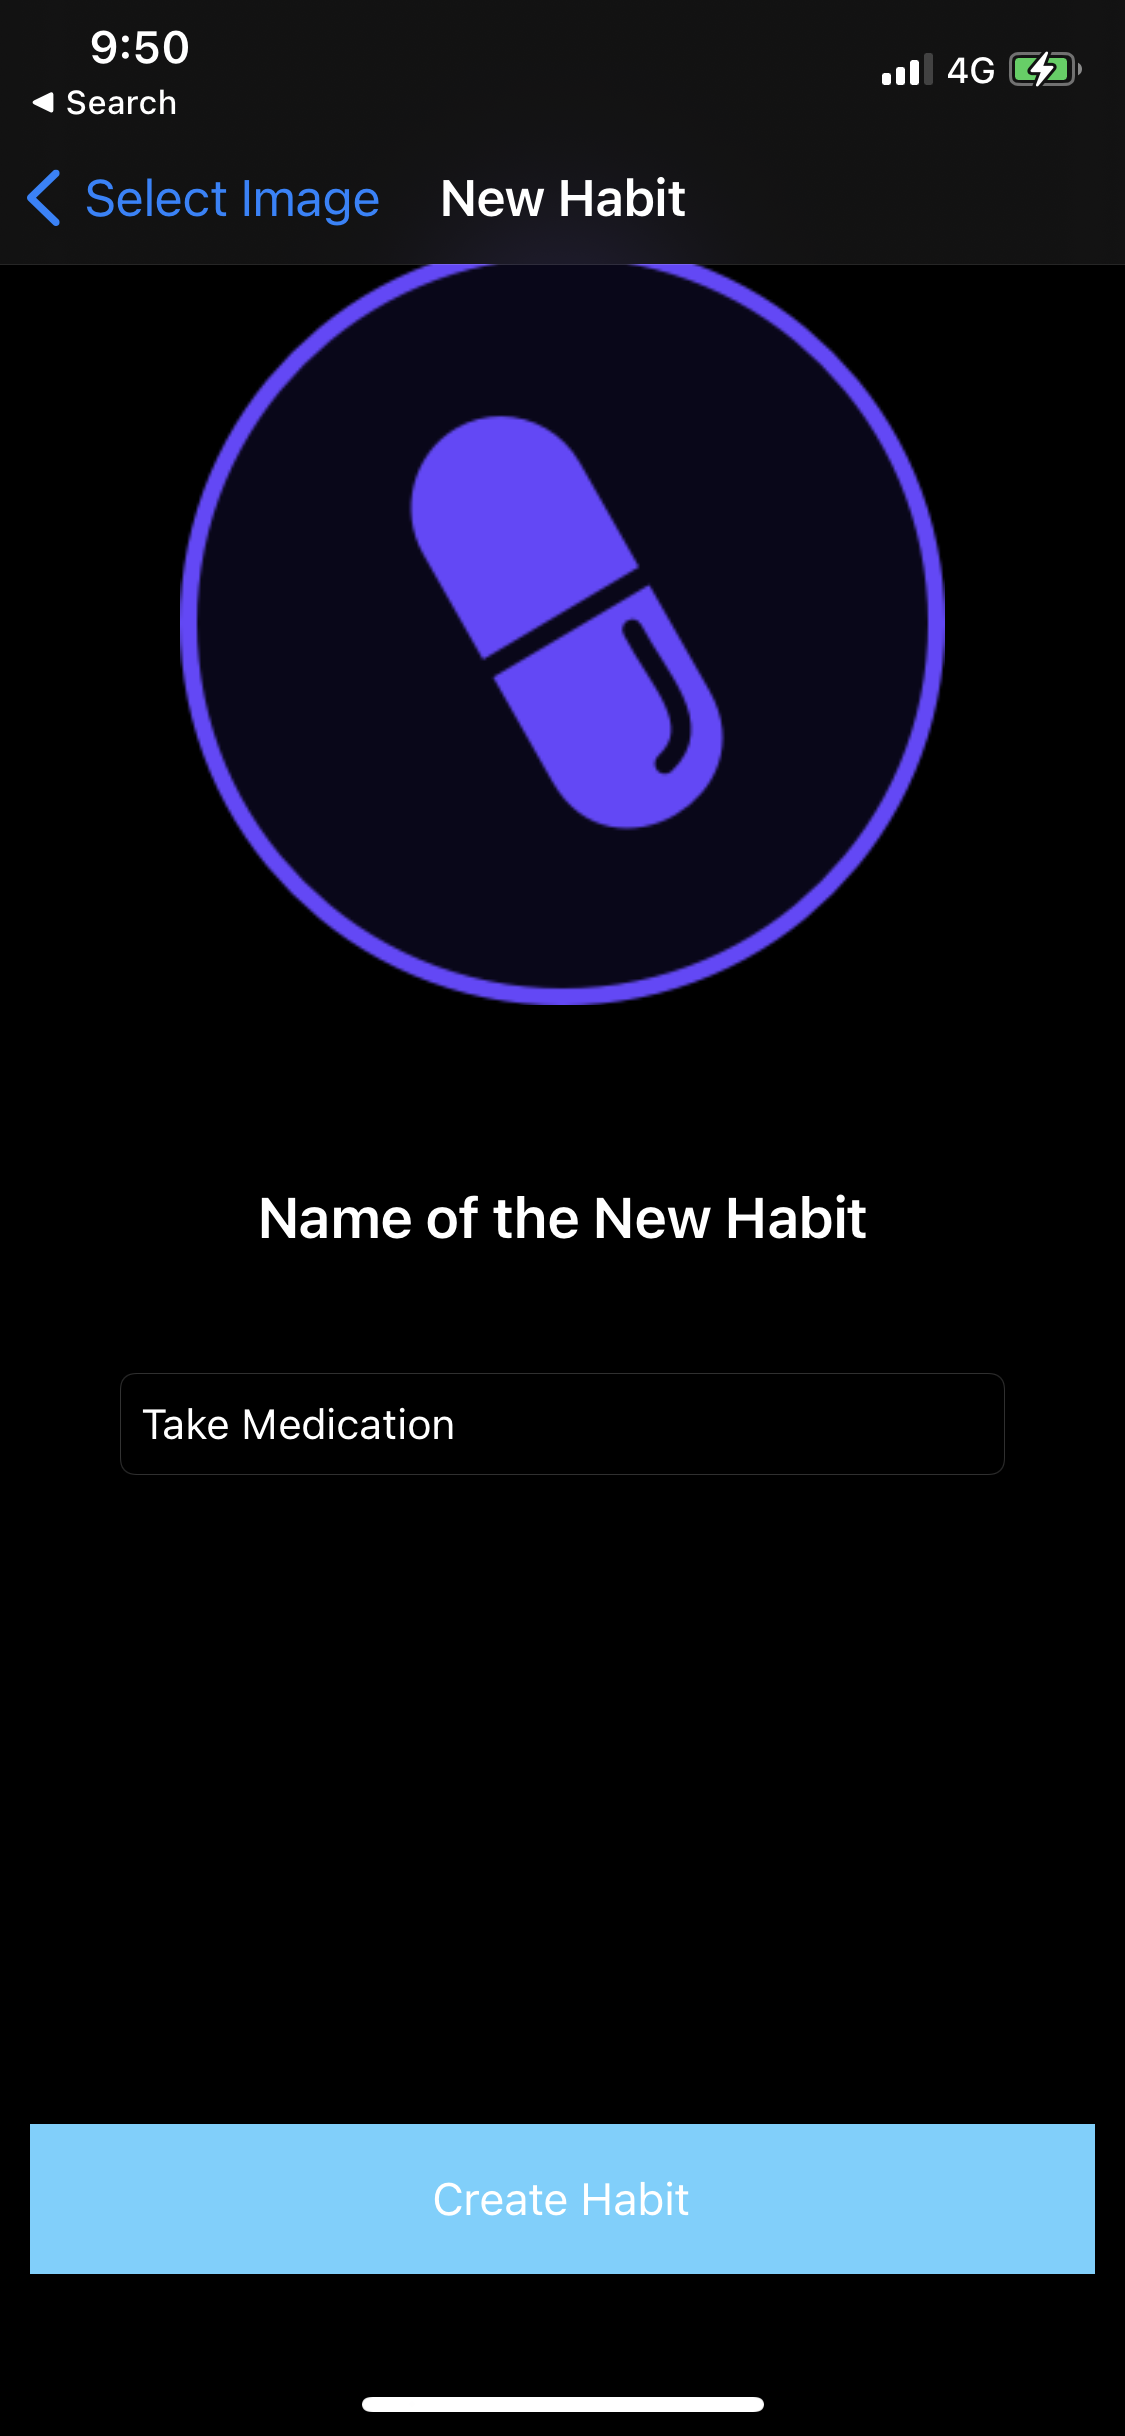 9:50
4G
◀ Search
Select Image
New Habit
Name of the New Habit
Take Medication
Create Habit